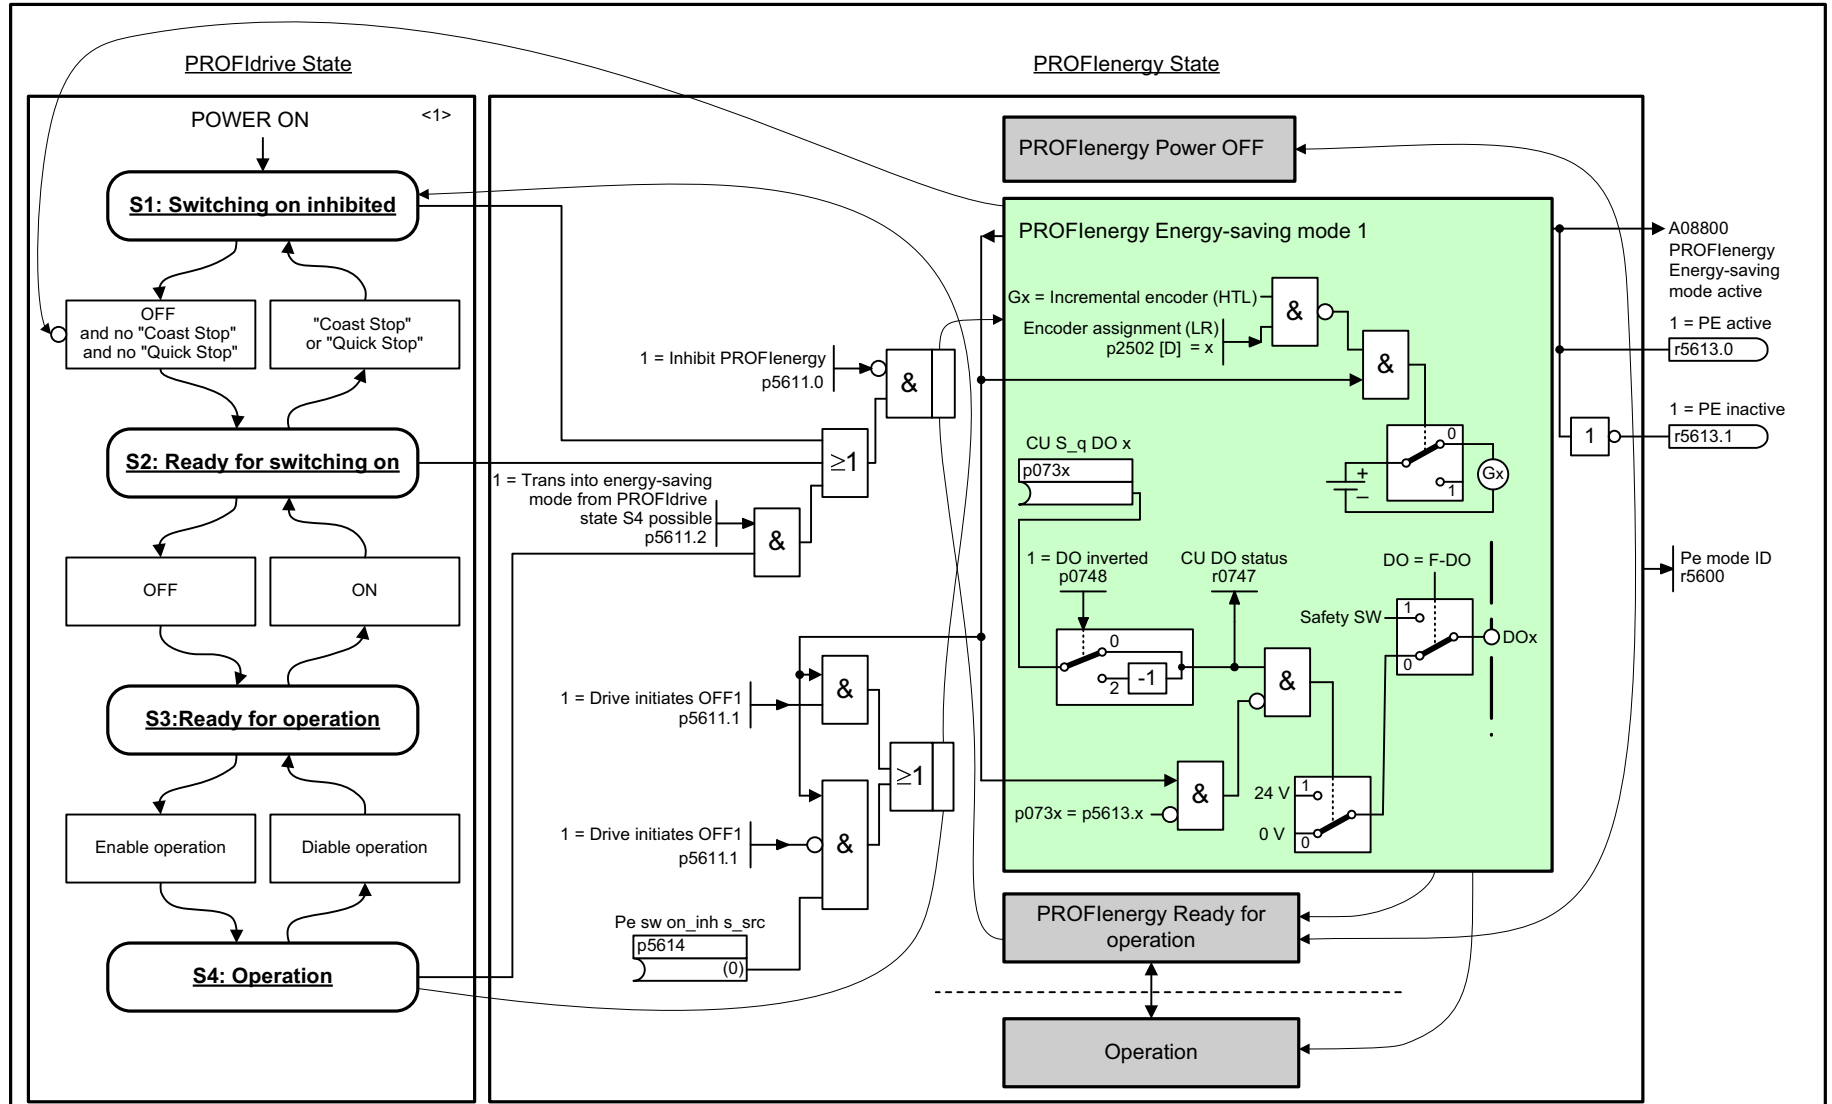 PROFIdrive State
PROFIenergy State
POWER ON
<1>
S1: Switching on inhibited
OFF
and no "Coast Stop"
and no "Quick Stop"
"Coast Stop"
or "Quick Stop"
S2: Ready for switching on
OFF
ON
S3:Ready for operation
Enable operation
Diable operation
S4: Operation
1 = Inhibit PROFIenergy
p5611.0
&
≥1
1 = Trans into energy-saving
mode from PROFIdrive
state S4 possible
p5611.2
&
1 = Drive initiates OFF1
p5611.1
&
≥1
1 = Drive initiates OFF1
p5611.1
&
Pe sw on_inh s_src
p5614
(0)
PROFIenergy Power OFF
PROFIenergy Energy-saving mode 1
Gx = Incremental encoder (HTL)
&
Encoder assignment (LR)
p2502 [D] = x
&
0
1
+
–
Gx
CU S_q DO x
p073x
1 = DO inverted
p0748
CU DO status
r0747
0
2
-1
&
DO = F-DO
Safety SW
1
0
DOx
&
p073x = p5613.x
24 V
1
0 V
0
PROFIenergy Ready for
operation
Operation
A08800
PROFIenergy
Energy-saving
mode active
1 = PE active
r5613.0
1 = PE inactive
1
r5613.1
Pe mode ID
r5600